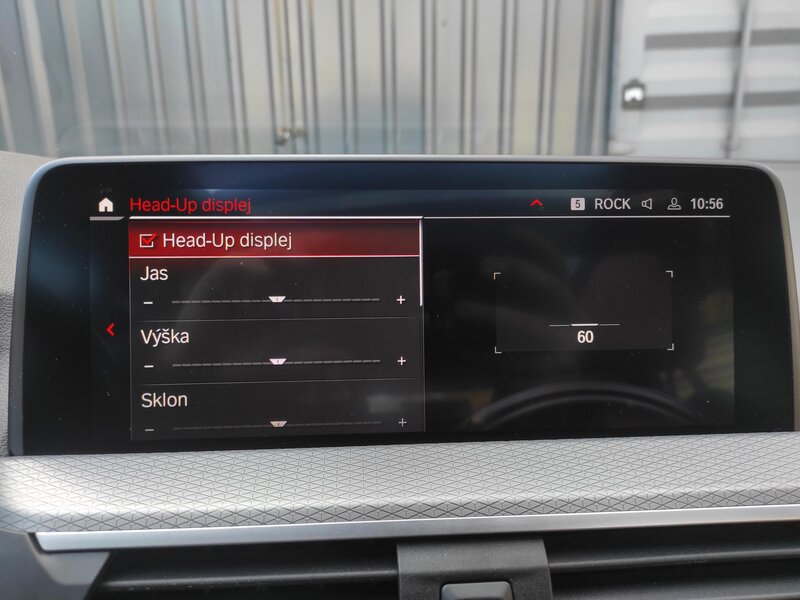 Head-Up displej
5 ROCK 10:56
Head-Up displej
Jas
- +
Výška
- +
Sklon
- +
60